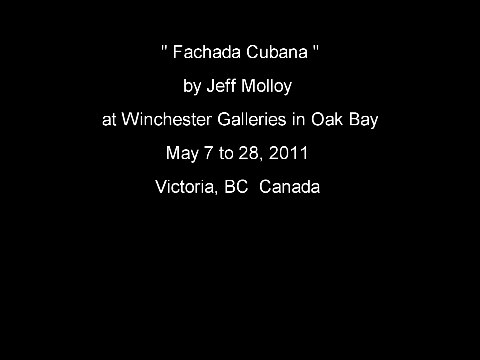 " Fachada Cubana "
by Jeff Molloy
at Winchester Galleries in Oak Bay
May 7 to 28, 2011
Victoria, BC  Canada